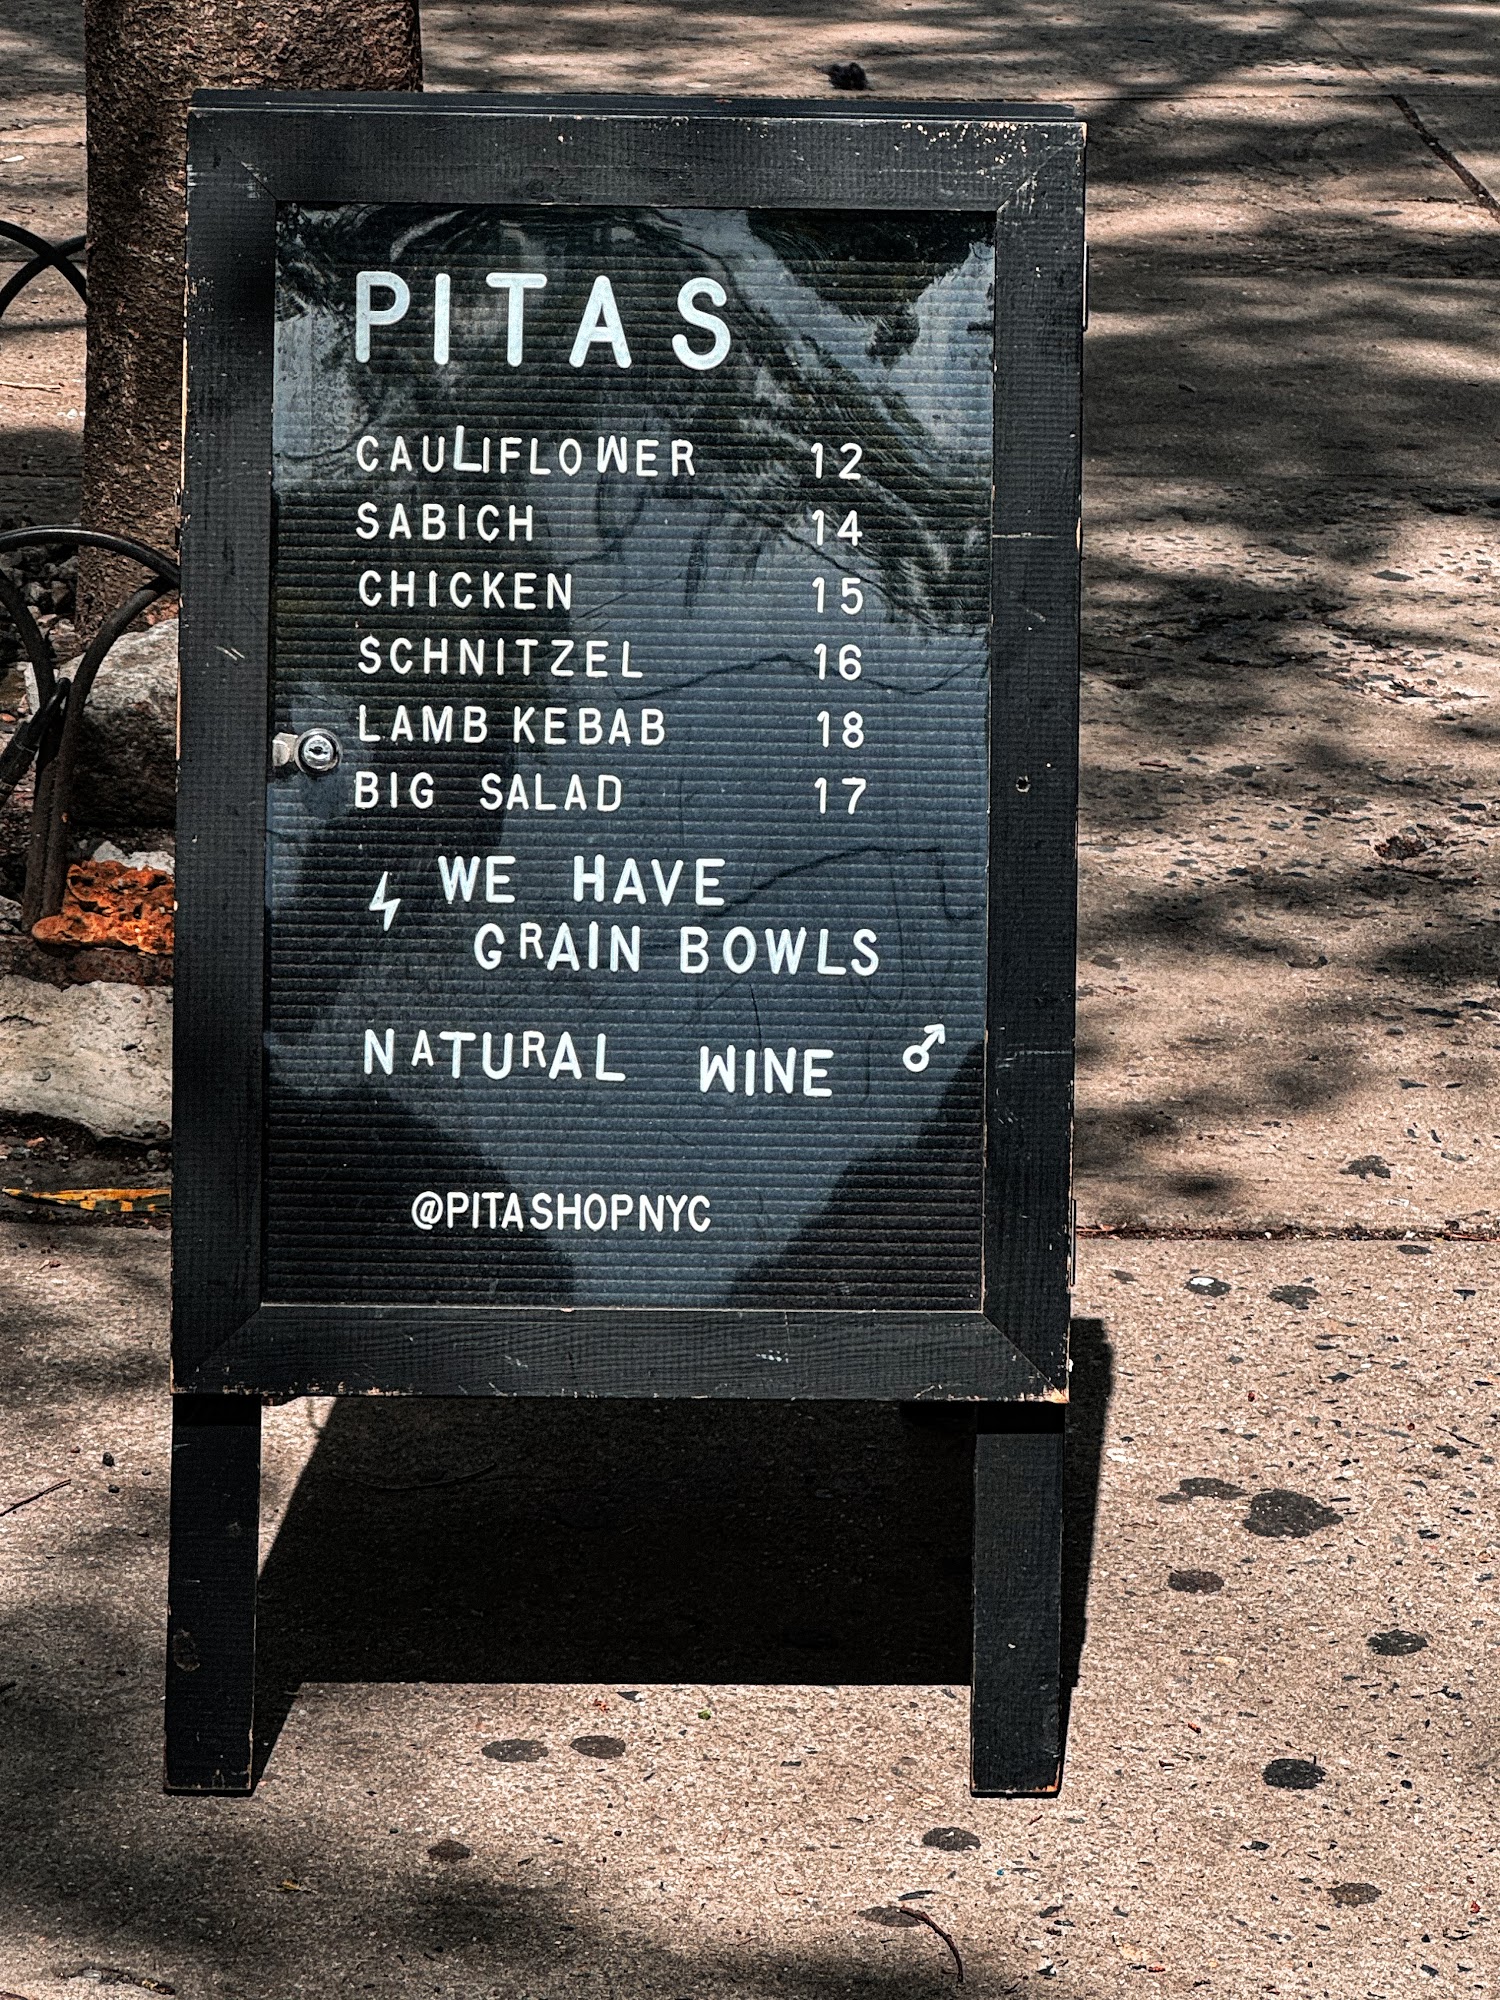 PITAS
CAULIFLOWER 12
SABICH 14
CHICKEN 15
SCHNITZEL 16
LAMB KEBAB 18
BIG SALAD 17
WE HAVE
GRAIN BOWLS
NATURAL WINE
@PITASHOPNYC